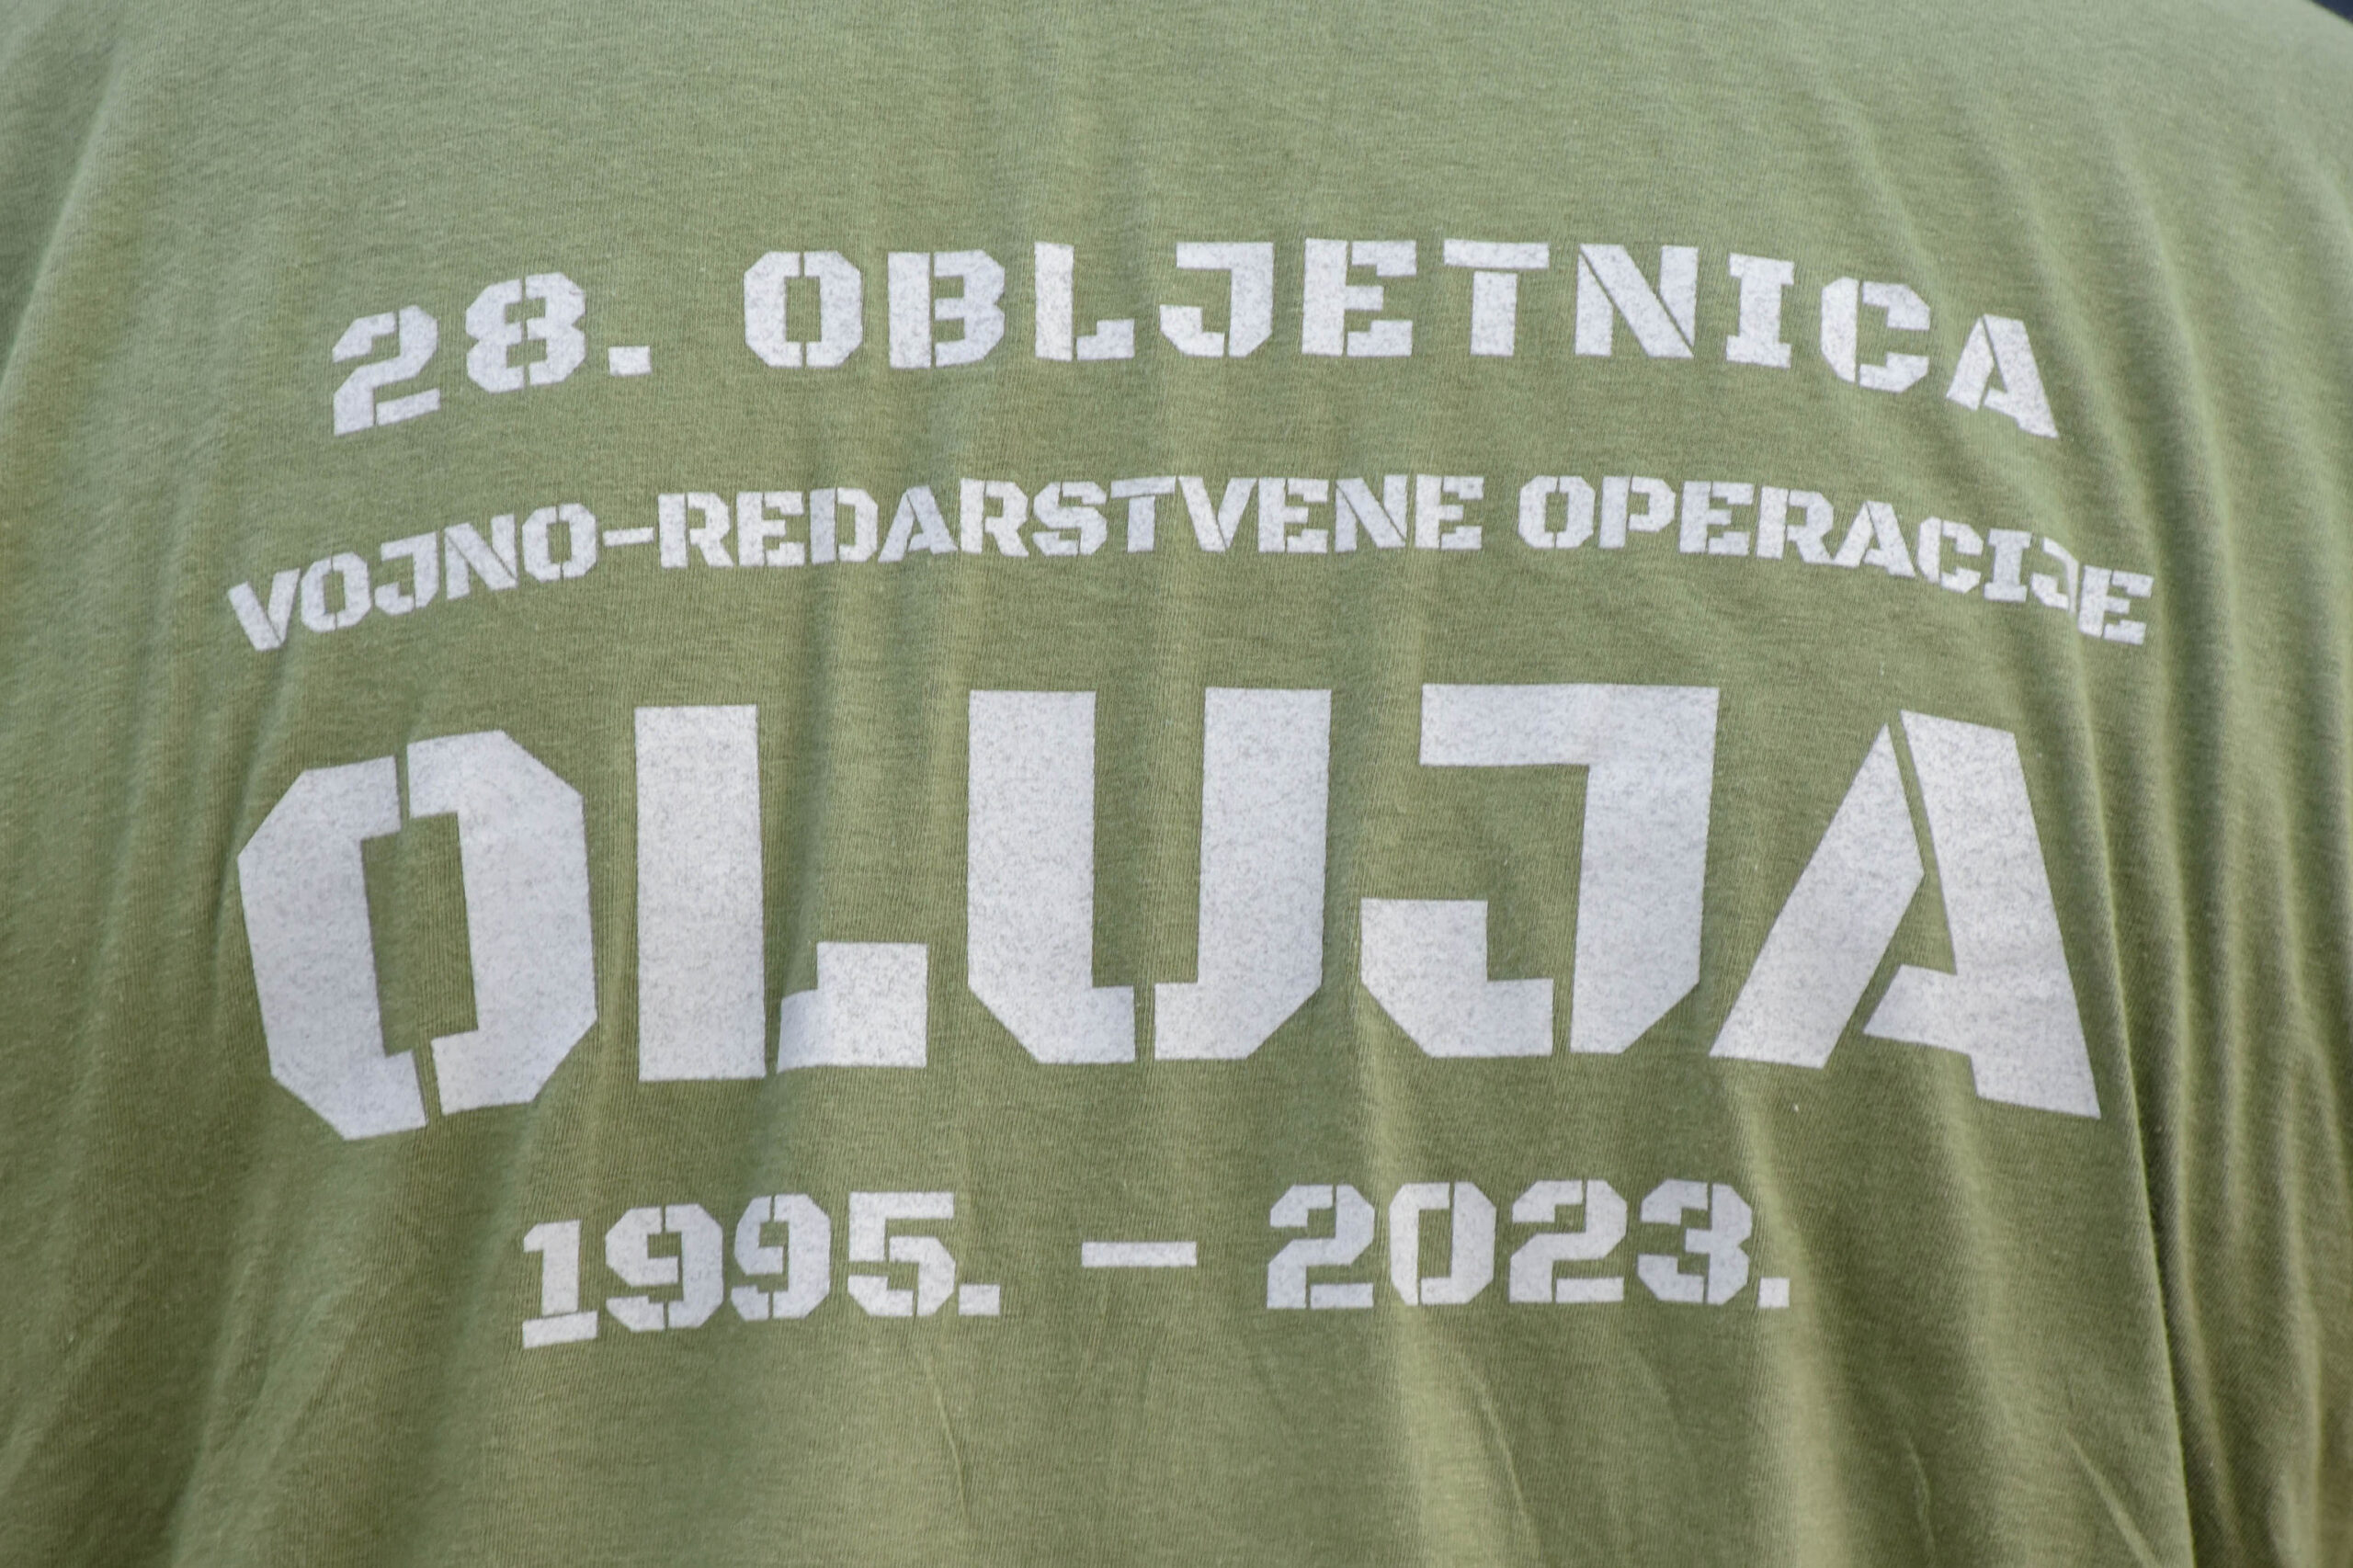 28. OBLJETNICA
VOJNO-REDARSTVENE OPERACIJE
OLUJA
1995. – 2023.